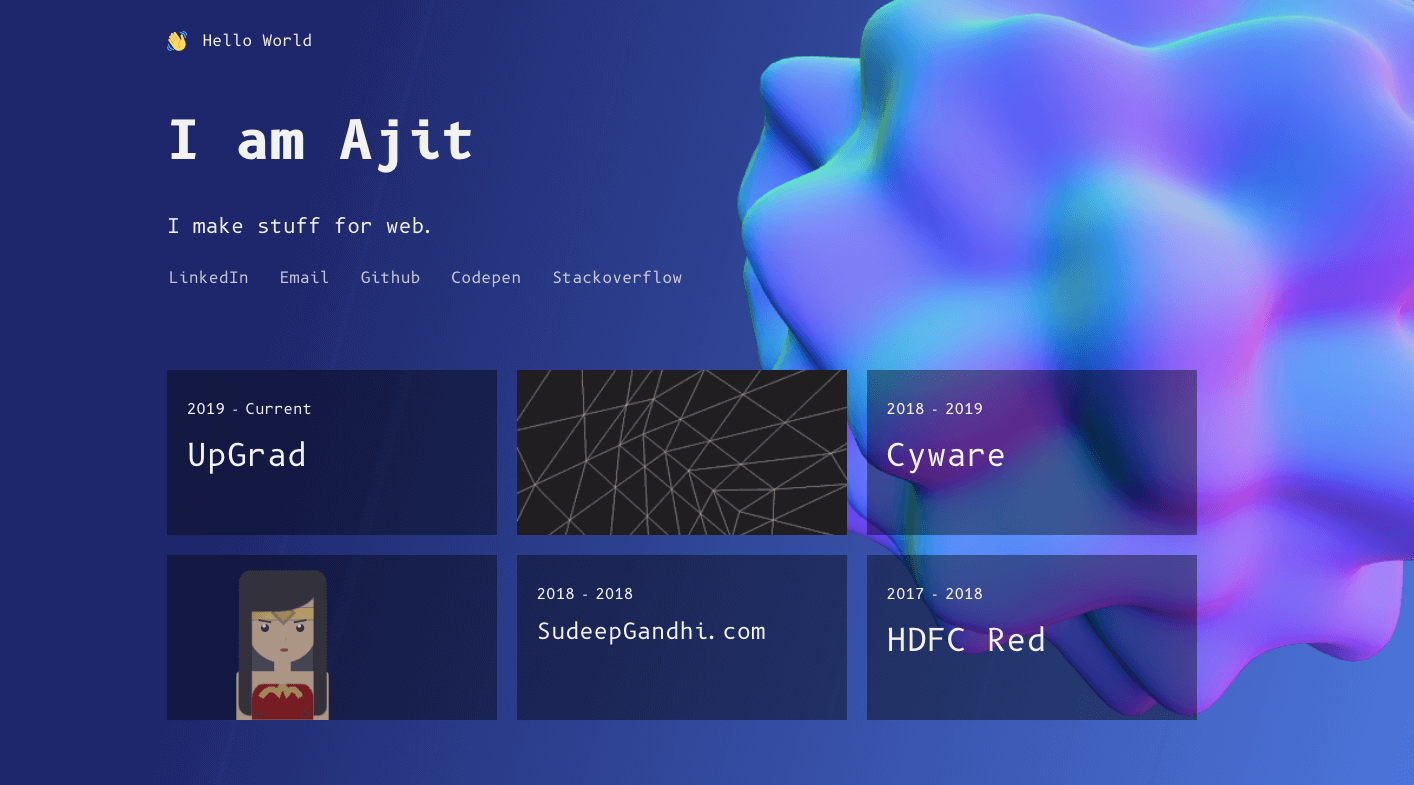 👋 Hello World
I am Ajit
I make stuff for web.
LinkedIn Email Github Codepen Stackoverflow
2019 - Current
UpGrad
2018 - 2019
Cyware
2018 - 2018
SudeepGandhi.com
2017 - 2018
HDFC Red